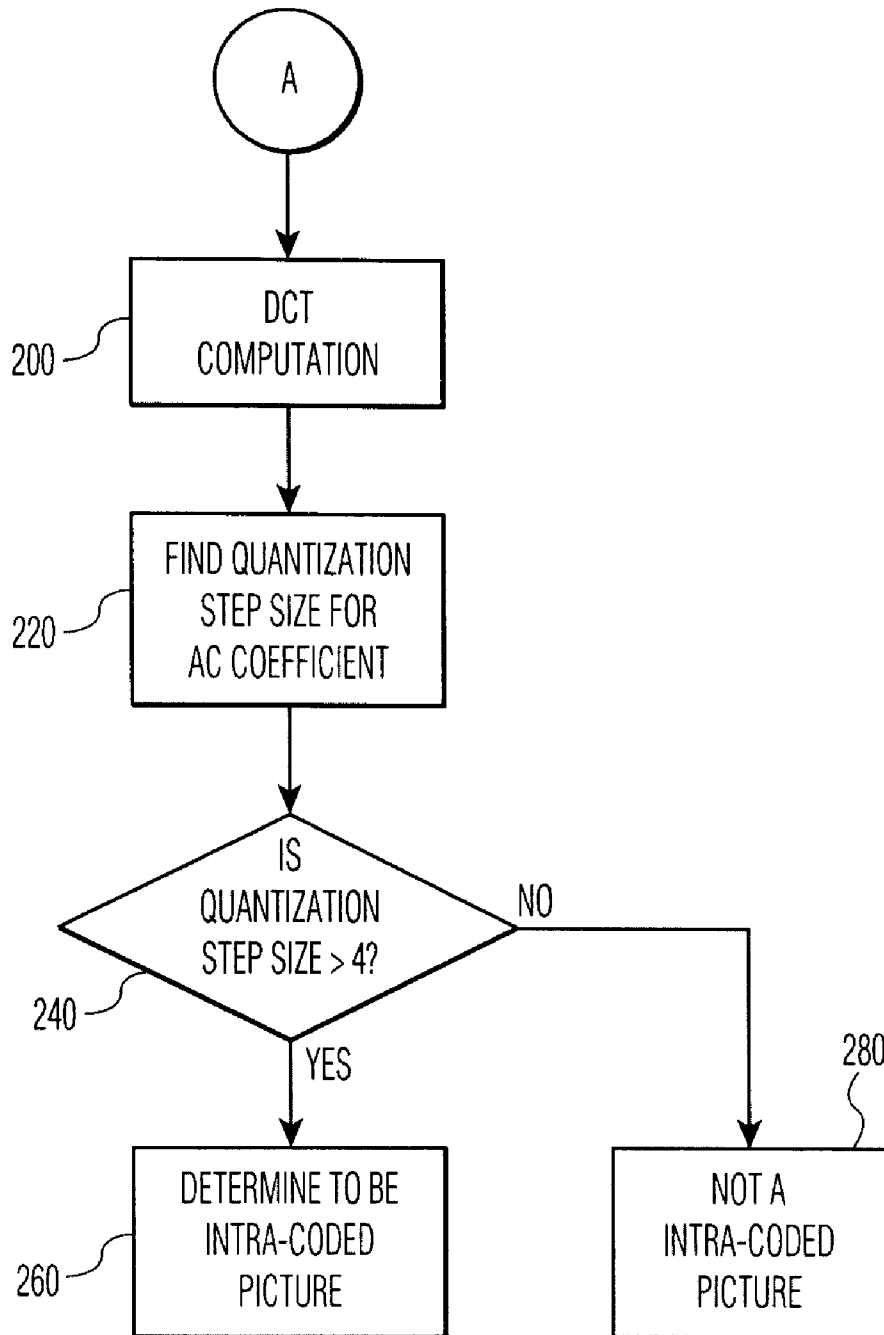 A
DCT
COMPUTATION
200
FIND QUANTIZATION
STEP SIZE FOR
AC COEFFICIENT
220
IS
QUANTIZATION
STEP SIZE > 4?
240
NO
YES
280
DETERMINE TO BE
INTRA-CODED
PICTURE
260
NOT A
INTRA-CODED
PICTURE